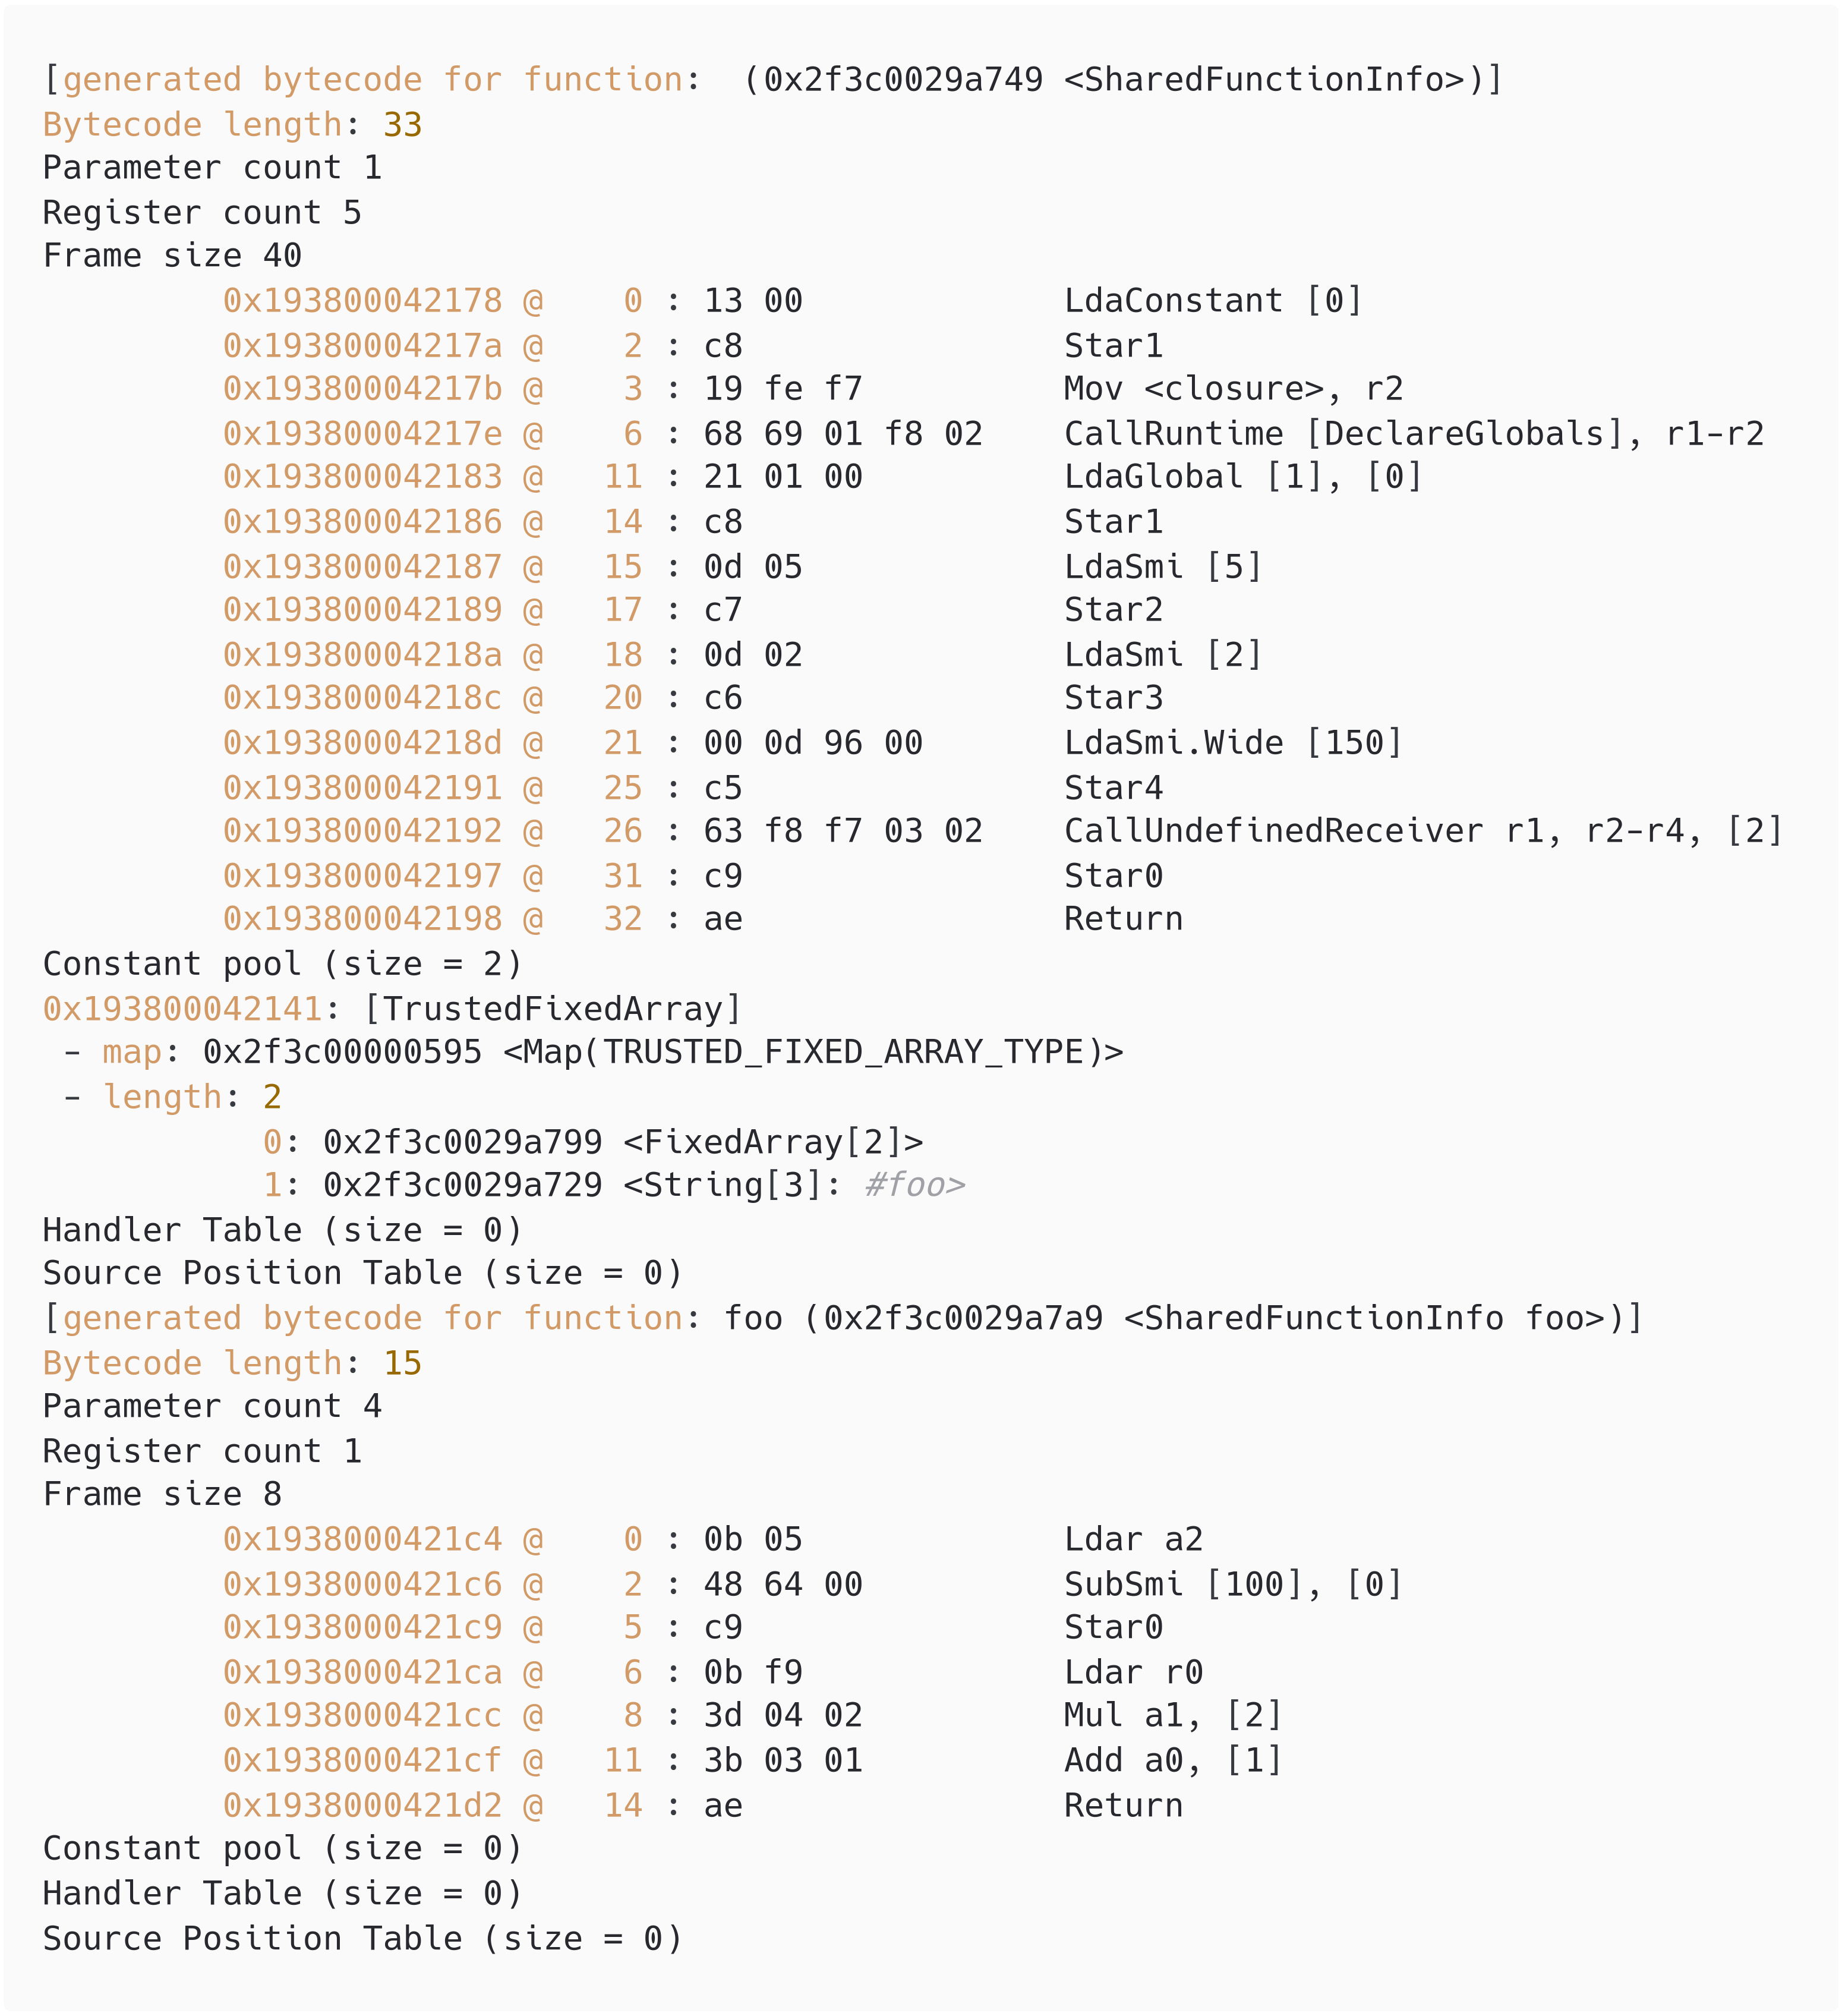 [generated bytecode for function:  (0x2f3c0029a749 <SharedFunctionInfo>)]
Bytecode length: 33
Parameter count 1
Register count 5
Frame size 40
         0x193800042178 @    0 : 13 00             LdaConstant [0]
         0x19380004217a @    2 : c8                Star1
         0x19380004217b @    3 : 19 fe f7          Mov <closure>, r2
         0x19380004217e @    6 : 68 69 01 f8 02    CallRuntime [DeclareGlobals], r1-r2
         0x193800042183 @   11 : 21 01 00          LdaGlobal [1], [0]
         0x193800042186 @   14 : c8                Star1
         0x193800042187 @   15 : 0d 05             LdaSmi [5]
         0x193800042189 @   17 : c7                Star2
         0x19380004218a @   18 : 0d 02             LdaSmi [2]
         0x19380004218c @   20 : c6                Star3
         0x19380004218d @   21 : 00 0d 96 00       LdaSmi.Wide [150]
         0x193800042191 @   25 : c5                Star4
         0x193800042192 @   26 : 63 f8 f7 03 02    CallUndefinedReceiver r1, r2-r4, [2]
         0x193800042197 @   31 : c9                Star0
         0x193800042198 @   32 : ae                Return
Constant pool (size = 2)
0x193800042141: [TrustedFixedArray]
 - map: 0x2f3c00000595 <Map(TRUSTED_FIXED_ARRAY_TYPE)>
 - length: 2
           0: 0x2f3c0029a799 <FixedArray[2]>
           1: 0x2f3c0029a729 <String[3]: #foo>
Handler Table (size = 0)
Source Position Table (size = 0)
[generated bytecode for function: foo (0x2f3c0029a7a9 <SharedFunctionInfo foo>)]
Bytecode length: 15
Parameter count 4
Register count 1
Frame size 8
         0x1938000421c4 @    0 : 0b 05             Ldar a2
         0x1938000421c6 @    2 : 48 64 00          SubSmi [100], [0]
         0x1938000421c9 @    5 : c9                Star0
         0x1938000421ca @    6 : 0b f9             Ldar r0
         0x1938000421cc @    8 : 3d 04 02          Mul a1, [2]
         0x1938000421cf @   11 : 3b 03 01          Add a0, [1]
         0x1938000421d2 @   14 : ae                Return
Constant pool (size = 0)
Handler Table (size = 0)
Source Position Table (size = 0)